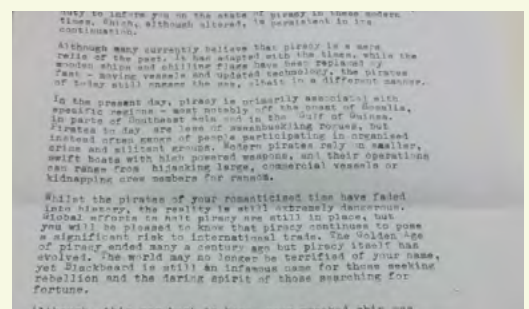 duty to inform you on the state of piracy in these modern
times. Which, although altered, is persistent in its
continuation.
Although many currently believe that piracy is a mere
relic of the past. It has adapted with the times, while the
wooden ships and chilling flags have been replaced by
fast - moving vessels and updated technology, the pirates
of today still the sea, albeit in a different manner.
In the present day, piracy is primarily associated with
specific regions - most notably off the coast of Somalia,
in parts of Southeast Asia and in the Gulf of Guinea.
Pirates to day are less of swashbuckling rogues, but
instead often gangs of people participating in organised
crime and militant groups. Modern pirates rely on smaller,
swift boats with high powered weapons, and their operations
can range from hijacking large, commercial vessels or
kidnapping crew members for ransom.
Whilst the pirates of your romanticised time have faded
into history, the reality is still extremely dangerous.
Global efforts to halt piracy are still in place, but
you will be pleased to know that piracy continues to pose
a significant risk to international trade. The Golden Age
of piracy ended many a century ago but piracy itself has
evolved. The world may no longer be terrified of your name,
yet Blackbeard is still an infamous name for those seeking
rebellion and the daring spirit of those searching for
fortune.